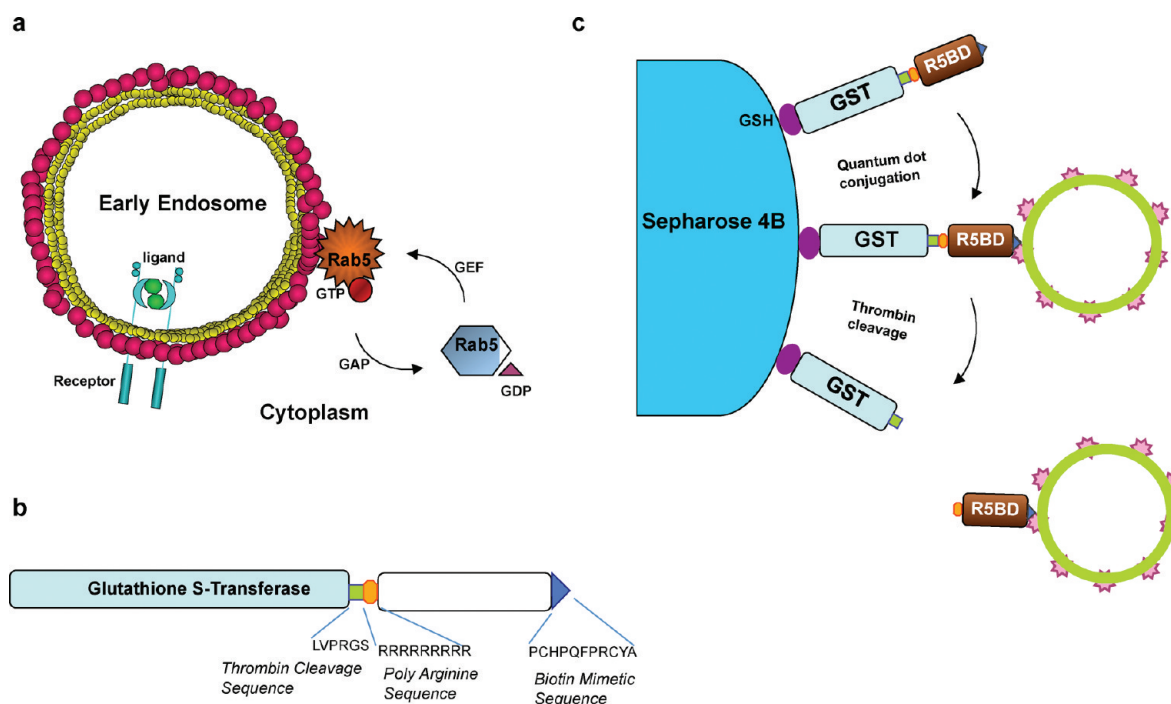 a
Early Endosome
ligand
Rab5
GTP
GEF
GAP
Rab5
GDP
Receptor
Cytoplasm
b
Glutathione S-Transferase
LVPRGS
Thrombin Cleavage
Sequence
RRRRRRRRR
Poly Arginine
Sequence
PCHPQFPRCYA
Biotin Mimetic
Sequence
c
R5BD
GST
GSH
Quantum dot
conjugation
Sepharose 4B
GST
R5BD
Thrombin
cleavage
GST
R5BD